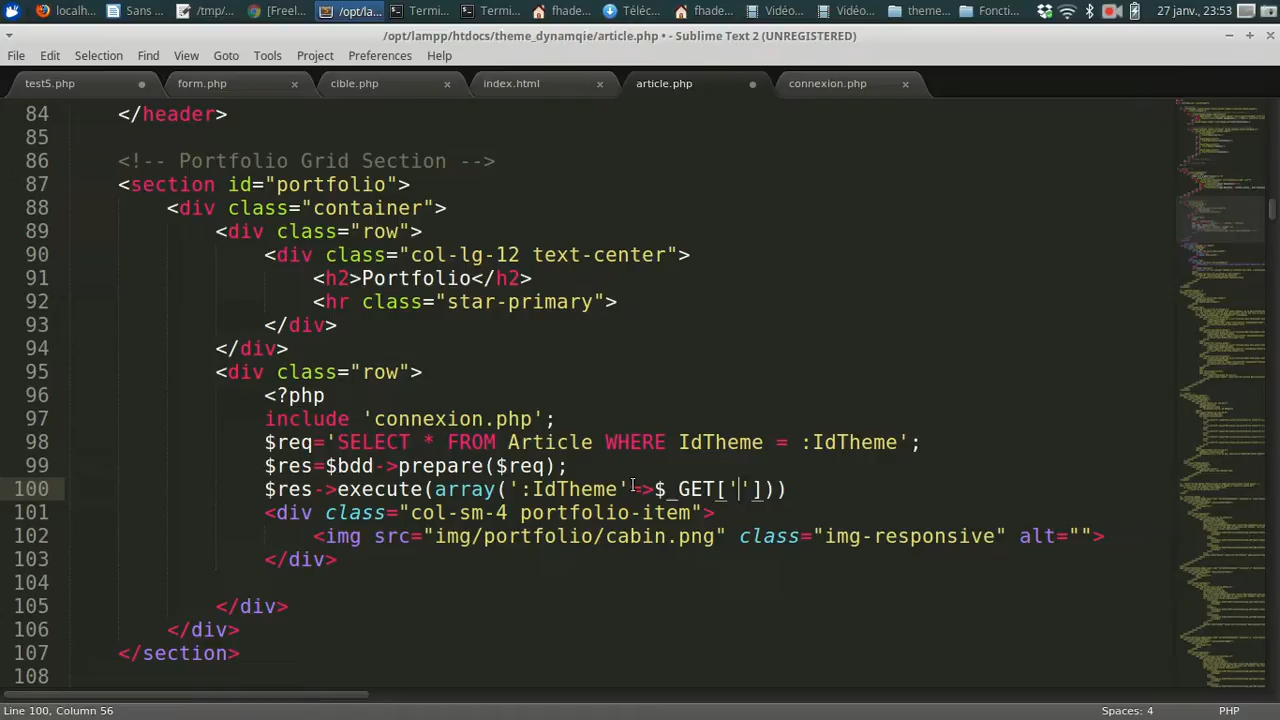 localh...
Sans ...
/tmp/...
[Freel...
/opt/la...
Termi...
Termi...
fhade...
Téléc...
fhade...
Vidéo...
Vidéo...
theme...
Foncti...
27 janv., 23:53
/opt/lampp/htdocs/theme_dynamqie/article.php • - Sublime Text 2 (UNREGISTERED)
File Edit Selection Find View Goto Tools Project Preferences Help
test5.php form.php cible.php index.html article.php connexion.php
84 </header>
85
86 <!-- Portfolio Grid Section -->
87 <section id="portfolio">
88 <div class="container">
89 <div class="row">
90 <div class="col-lg-12 text-center">
91 <h2>Portfolio</h2>
92 <hr class="star-primary">
93 </div>
94 </div>
95 <div class="row">
96 <?php
97 include 'connexion.php';
98 $req='SELECT * FROM Article WHERE IdTheme = :IdTheme';
99 $res=$bdd->prepare($req);
100 $res->execute(array(':IdTheme'=>$_GET['']))
101 <div class="col-sm-4 portfolio-item">
102 <img src="img/portfolio/cabin.png" class="img-responsive" alt="">
103 </div>
104
105 </div>
106 </div>
107 </section>
108
Line 100, Column 56
Spaces: 4
PHP